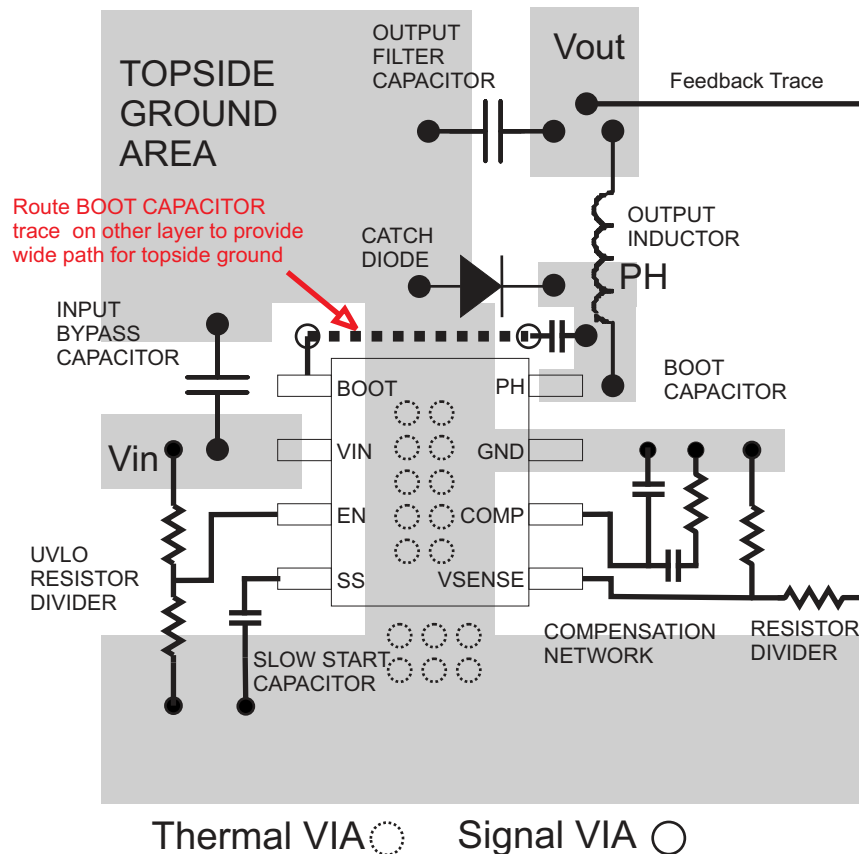 OUTPUT
FILTER
CAPACITOR
Vout
TOPSIDE
GROUND
AREA
Feedback Trace
Route BOOT CAPACITOR
trace on other layer to provide
wide path for topside ground
OUTPUT
INDUCTOR
CATCH
DIODE
PH
INPUT
BYPASS
CAPACITOR
BOOT
CAPACITOR
BOOT
PH
Vin
VIN
GND
EN
COMP
UVLO
RESISTOR
DIVIDER
SS
VSENSE
SLOW START
CAPACITOR
COMPENSATION
NETWORK
RESISTOR
DIVIDER
Thermal VIA
Signal VIA